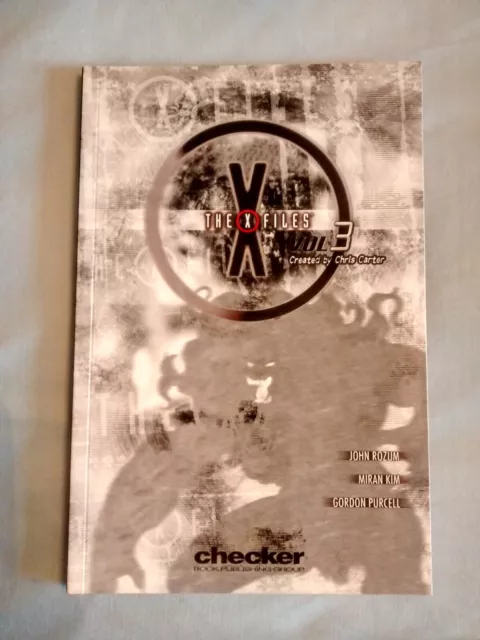 X
THE X FILES
VOL 3
Created by Chris Carter
JOHN ROZUM
MIRAN KIM
GORDON PURCELL
checker
BOOK PUBLISHING GROUP